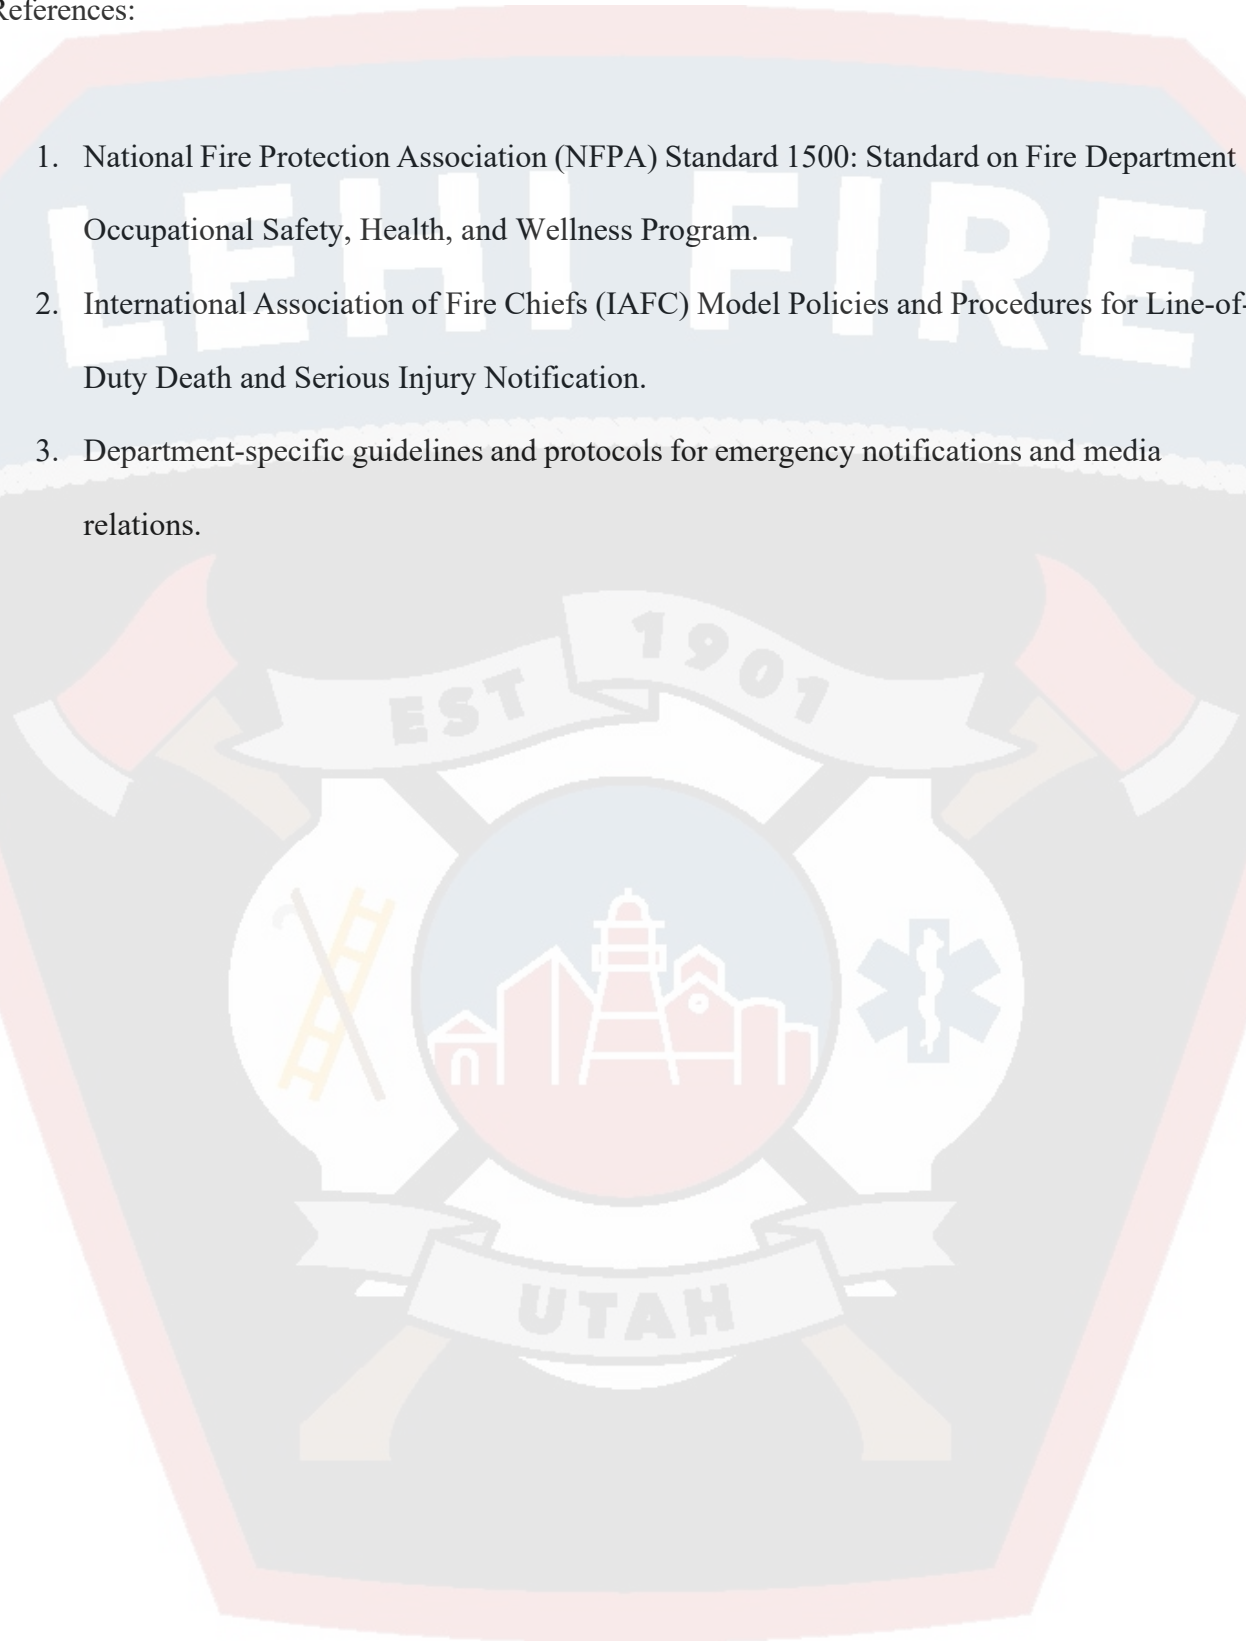 References:
1. National Fire Protection Association (NFPA) Standard 1500: Standard on Fire Department
Occupational Safety, Health, and Wellness Program.
LEHI FIRE
2. International Association of Fire Chiefs (IAFC) Model Policies and Procedures for Line-of-
Duty Death and Serious Injury Notification.
3. Department-specific guidelines and protocols for emergency notifications and media
relations.
EST 1901
UTAH